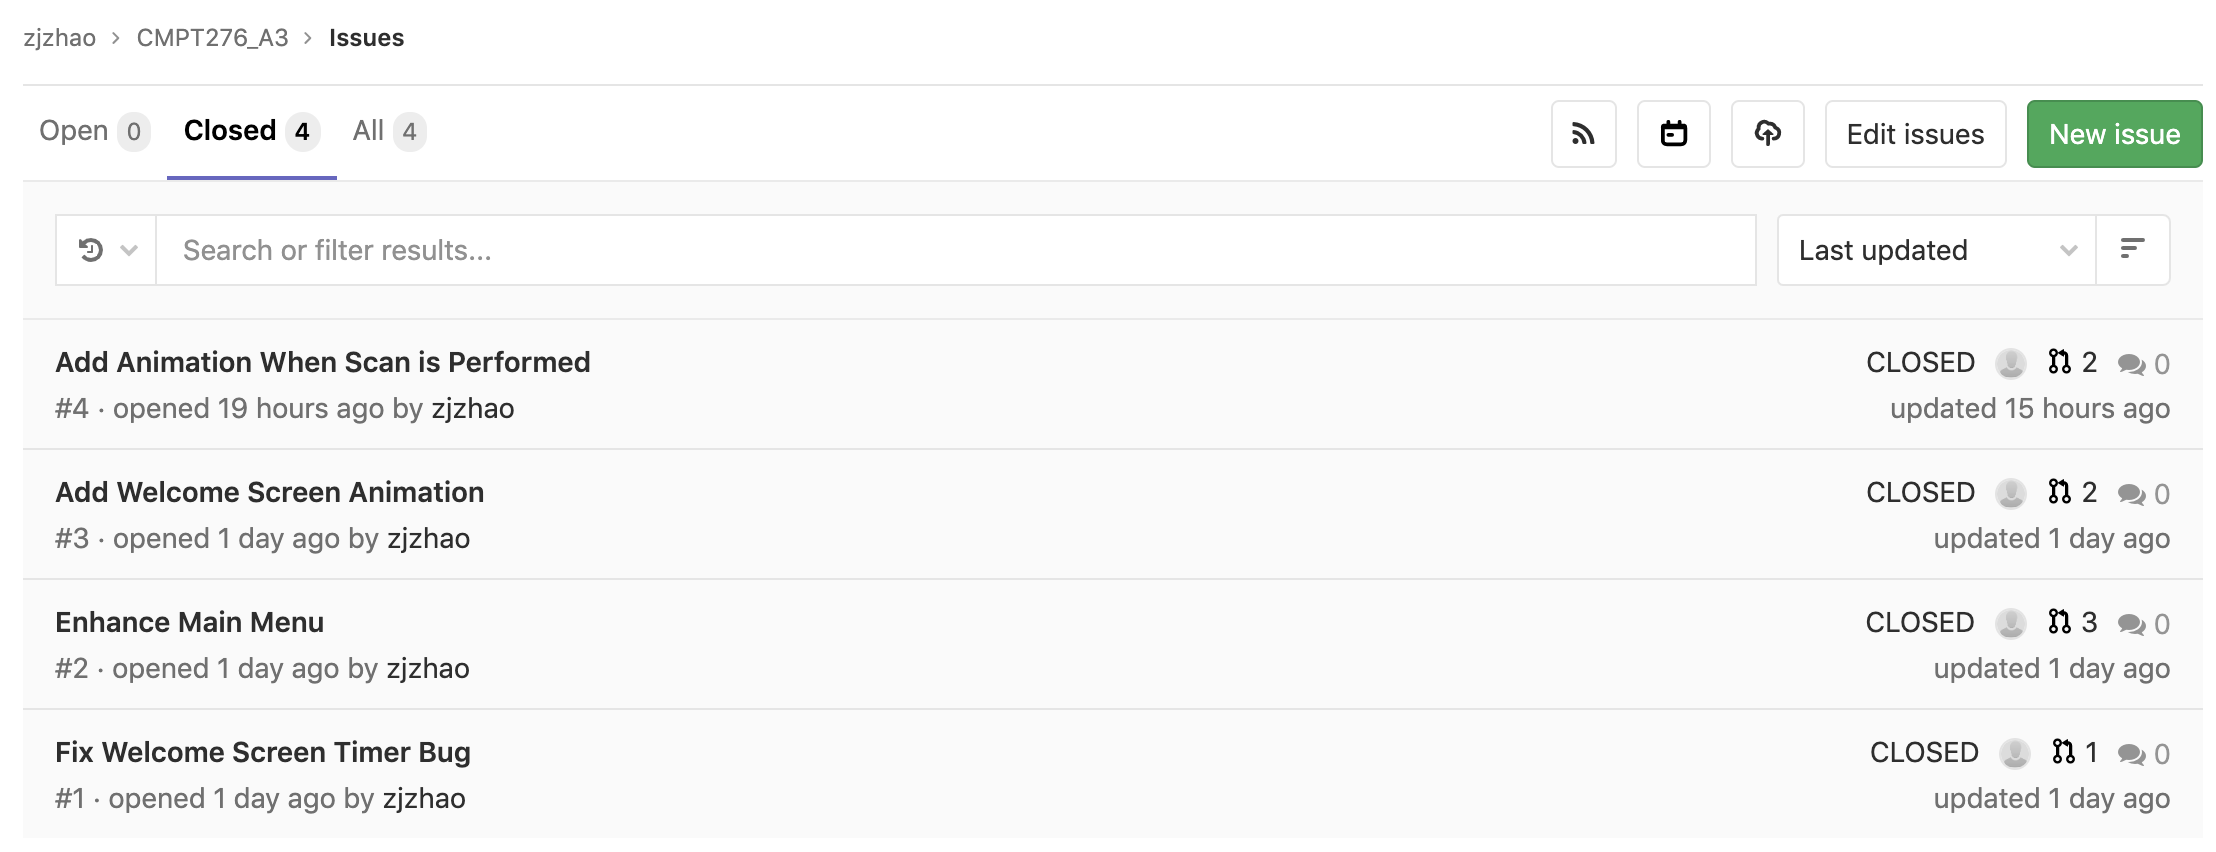 zjzhao > CMPT276_A3 > Issues
Open 0 Closed 4 All 4 Edit issues New issue
Search or filter results... Last updated
Add Animation When Scan is Performed CLOSED 2 0
#4 · opened 19 hours ago by zjzhao updated 15 hours ago
Add Welcome Screen Animation CLOSED 2 0
#3 · opened 1 day ago by zjzhao updated 1 day ago
Enhance Main Menu CLOSED 3 0
#2 · opened 1 day ago by zjzhao updated 1 day ago
Fix Welcome Screen Timer Bug CLOSED 1 0
#1 · opened 1 day ago by zjzhao updated 1 day ago